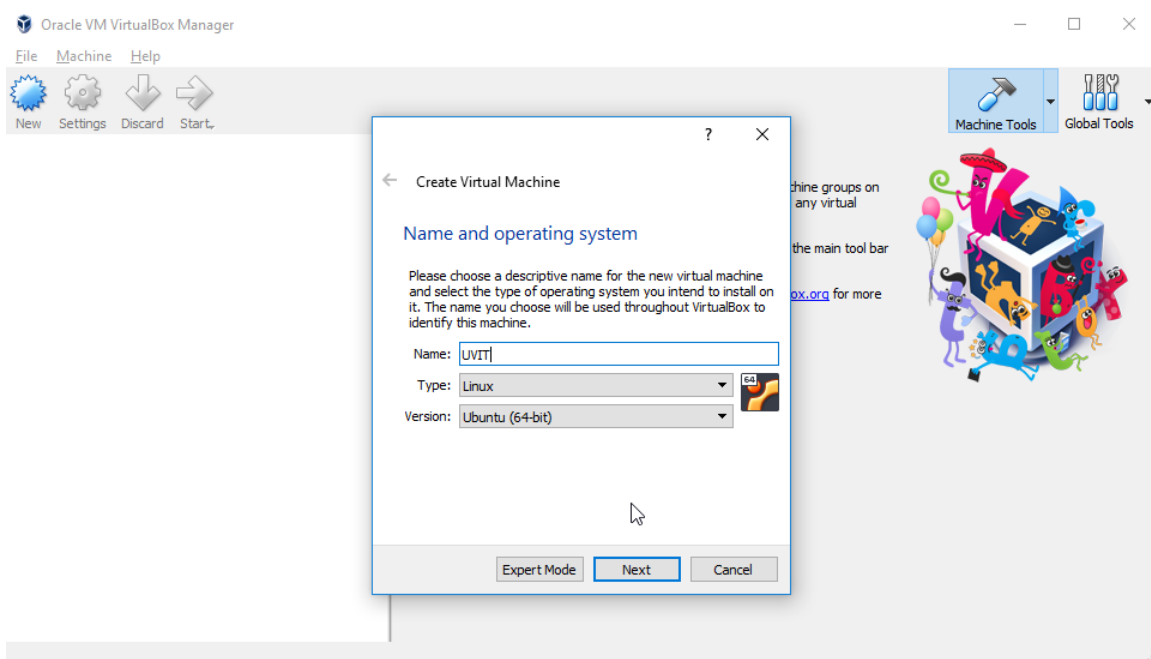 Oracle VM VirtualBox Manager
File Machine Help
New Settings Discard Start
Machine Tools Global Tools
?
Create Virtual Machine
Name and operating system
Please choose a descriptive name for the new virtual machine
and select the type of operating system you intend to install on
it. The name you choose will be used throughout VirtualBox to
identify this machine.
Name: UVIT
Type: Linux
64
Version: Ubuntu (64-bit)
Expert Mode Next Cancel
hine groups on
any virtual
the main tool bar
ox.org for more